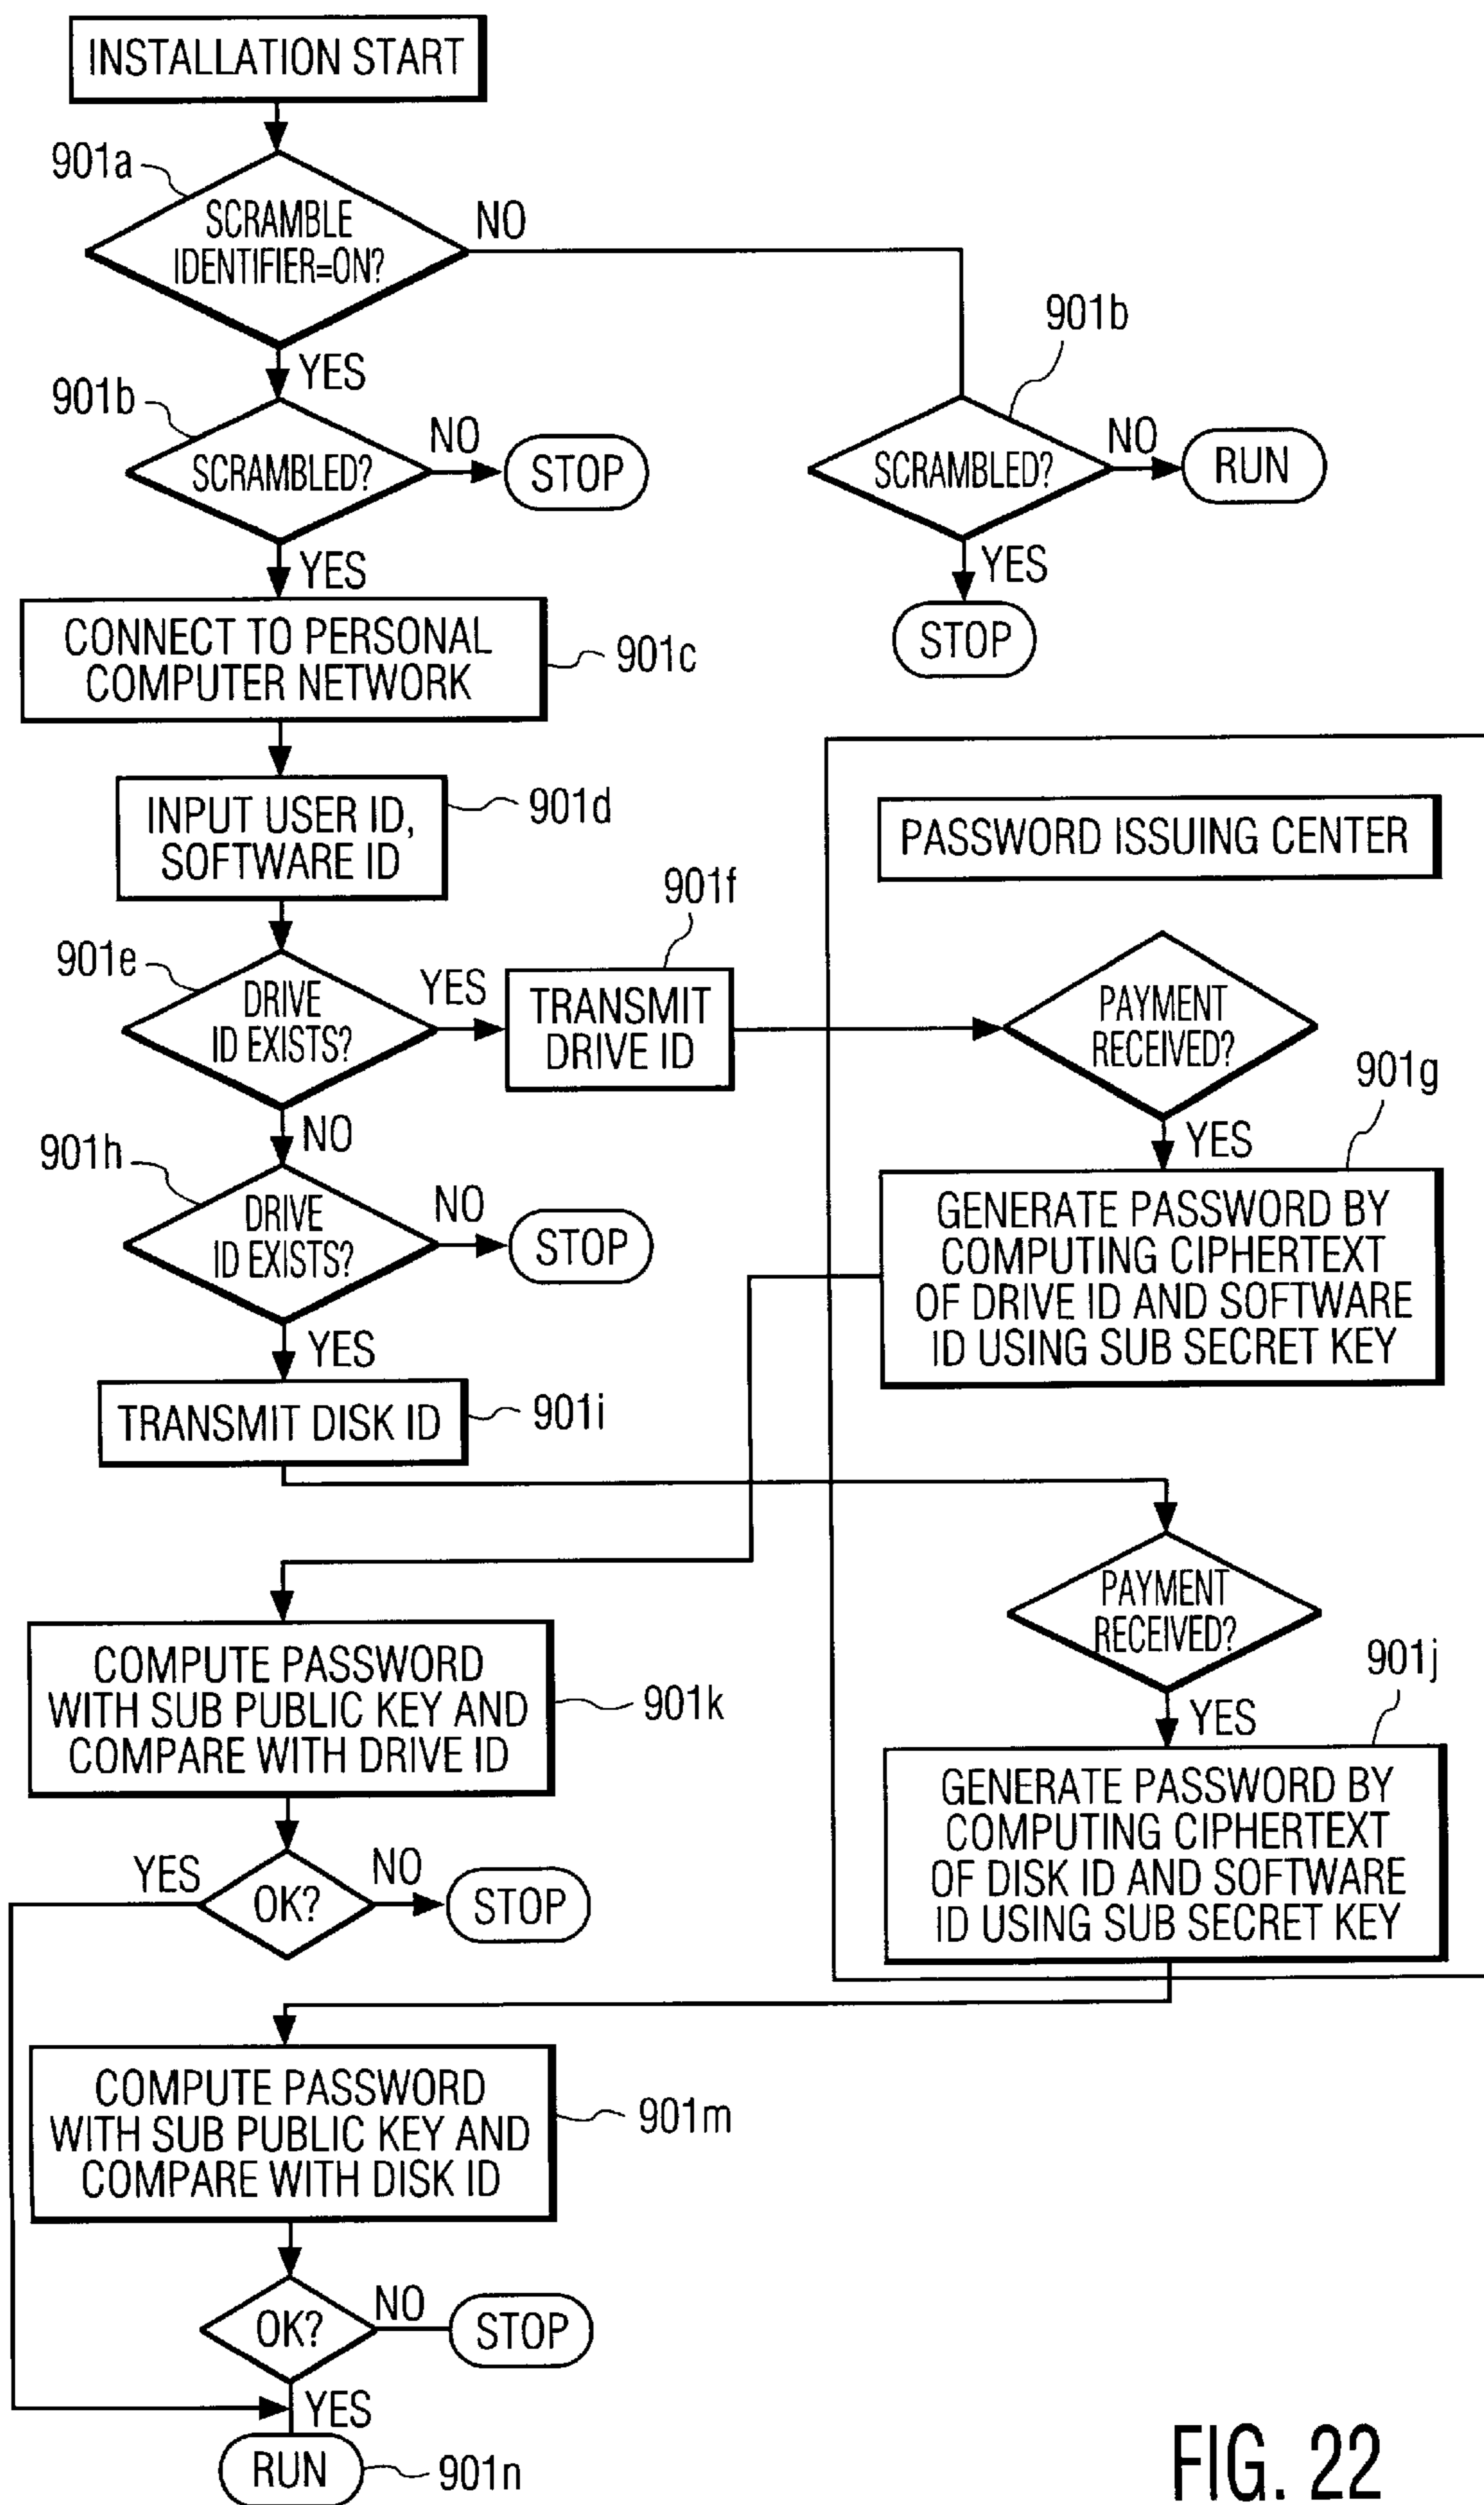 INSTALLATION START
901a
SCRAMBLE
IDENTIFIER=ON?
NO
YES
901b
SCRAMBLED?
NO
STOP
YES
901b
SCRAMBLED?
NO
RUN
YES
STOP
CONNECT TO PERSONAL
COMPUTER NETWORK
901c
INPUT USER ID,
SOFTWARE ID
901d
PASSWORD ISSUING CENTER
901e
DRIVE
ID EXISTS?
YES
901f
TRANSMIT
DRIVE ID
PAYMENT
RECEIVED?
901g
YES
NO
901h
DRIVE
ID EXISTS?
NO
STOP
GENERATE PASSWORD BY
COMPUTING CIPHERTEXT
OF DRIVE ID AND SOFTWARE
ID USING SUB SECRET KEY
YES
TRANSMIT DISK ID
901i
PAYMENT
RECEIVED?
901j
YES
COMPUTE PASSWORD
WITH SUB PUBLIC KEY AND
COMPARE WITH DRIVE ID
901k
GENERATE PASSWORD BY
COMPUTING CIPHERTEXT
OF DISK ID AND SOFTWARE
ID USING SUB SECRET KEY
YES
OK?
NO
STOP
COMPUTE PASSWORD
WITH SUB PUBLIC KEY AND
COMPARE WITH DISK ID
901m
OK?
NO
STOP
YES
RUN
901n
FIG. 22